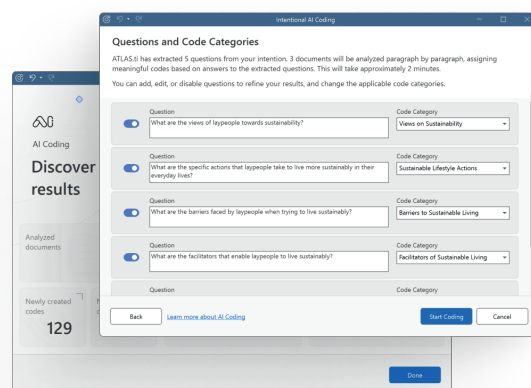 Intentional AI Coding
Questions and Code Categories
ATLAS.ti has extracted 5 questions from your intention. 3 documents will be analyzed paragraph by paragraph, assigning
meaningful codes based on answers to the extracted questions. This will take approximately 2 minutes.
You can add, edit, or disable questions to refine your results, and change the applicable code categories.
Question
Code Category
What are the views of laypeople towards sustainability?
Views on Sustainability
Question
Code Category
What are the specific actions that laypeople take to live more sustainably in their
everyday lives?
Sustainable Lifestyle Actions
Question
Code Category
What are the barriers faced by laypeople when trying to live sustainably?
Barriers to Sustainable Living
Question
Code Category
What are the facilitators that enable laypeople to live sustainably?
Facilitators of Sustainable Living
Question
Code Category
Back
Learn more about AI Coding
Start Coding
Cancel
AI Coding
Discover
results
Analyzed
documents
Newly created
codes
129
Done